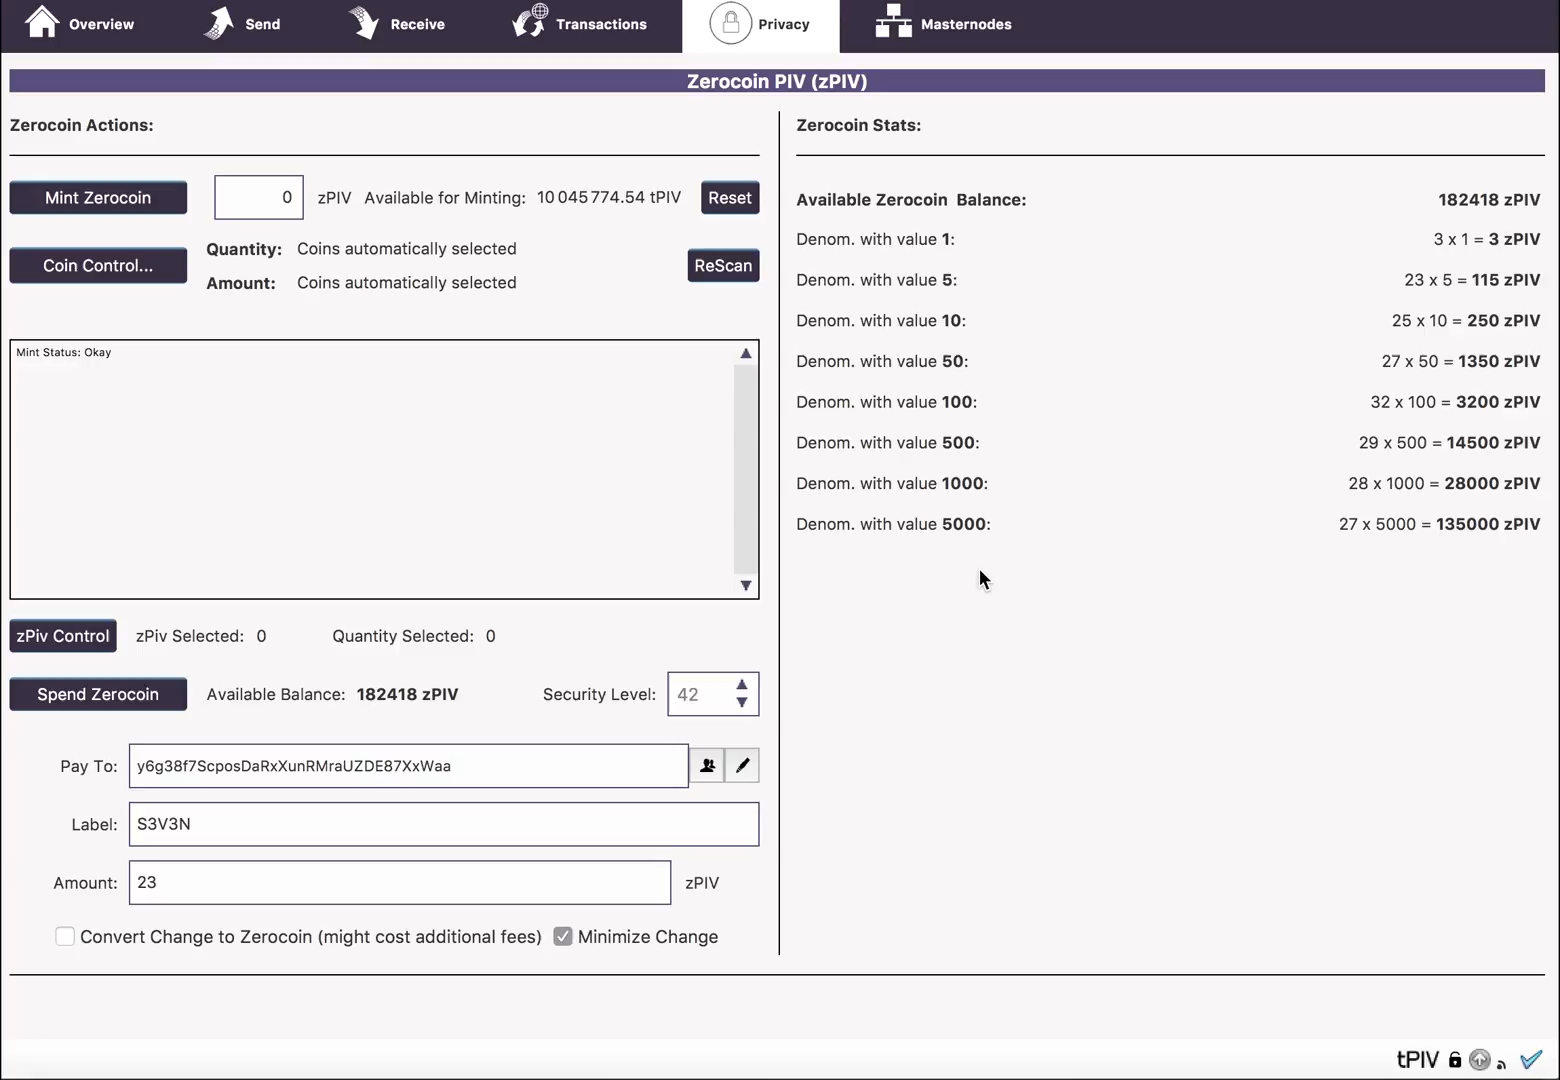 Overview Send Receive Transactions Privacy Masternodes
Zerocoin PIV (zPIV)
Zerocoin Actions:
Mint Zerocoin 0 zPIV Available for Minting: 10 045 774.54 tPIV Reset
Coin Control... Quantity: Coins automatically selected ReScan
Amount: Coins automatically selected
Mint Status: Okay
zPiv Control zPiv Selected: 0 Quantity Selected: 0
Spend Zerocoin Available Balance: 182418 zPIV Security Level: 42
Pay To: y6g38f7ScposDaRxXunRMraUZDE87XxWaa
Label: S3V3N
Amount: 23 zPIV
Convert Change to Zerocoin (might cost additional fees) Minimize Change
Zerocoin Stats:
Available Zerocoin Balance: 182418 zPIV
Denom. with value 1: 3 x 1 = 3 zPIV
Denom. with value 5: 23 x 5 = 115 zPIV
Denom. with value 10: 25 x 10 = 250 zPIV
Denom. with value 50: 27 x 50 = 1350 zPIV
Denom. with value 100: 32 x 100 = 3200 zPIV
Denom. with value 500: 29 x 500 = 14500 zPIV
Denom. with value 1000: 28 x 1000 = 28000 zPIV
Denom. with value 5000: 27 x 5000 = 135000 zPIV
tPIV